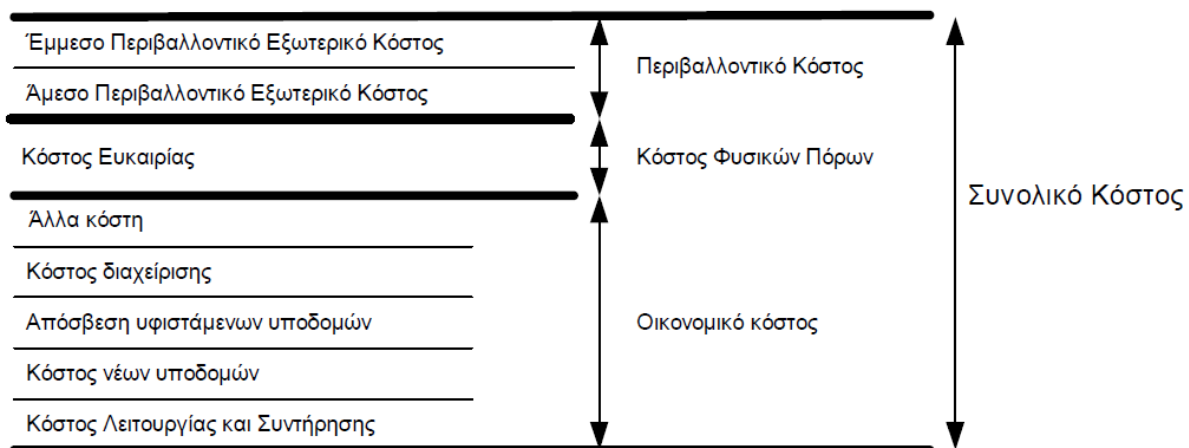 Έμμεσο Περιβαλλοντικό Εξωτερικό Κόστος
Άμεσο Περιβαλλοντικό Εξωτερικό Κόστος
Περιβαλλοντικό Κόστος
Κόστος Ευκαιρίας
Κόστος Φυσικών Πόρων
Συνολικό Κόστος
Άλλα κόστη
Κόστος διαχείρισης
Απόσβεση υφιστάμενων υποδομών
Οικονομικό κόστος
Κόστος νέων υποδομών
Κόστος Λειτουργίας και Συντήρησης